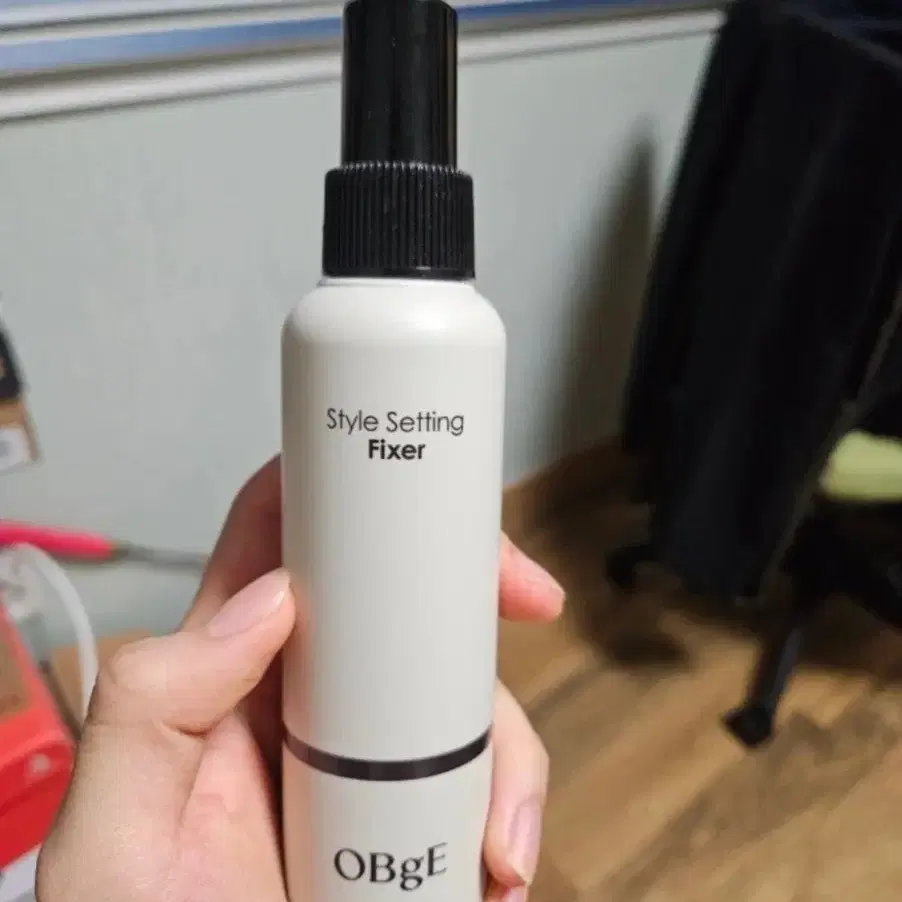 Style Setting
Fixer
OBgE